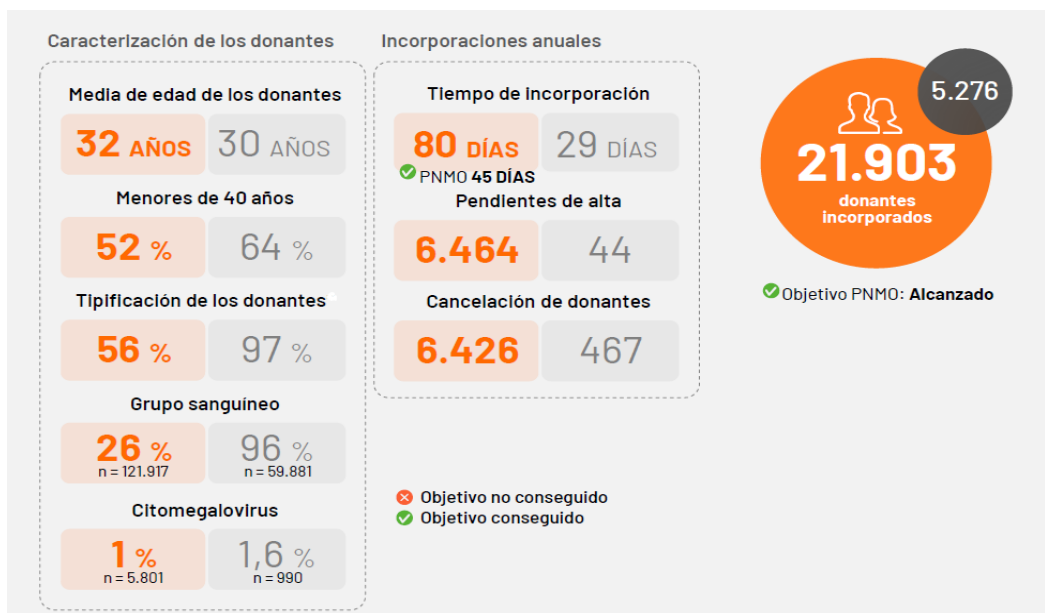 Caracterización de los donantes
Media de edad de los donantes
32 AÑOS 30 AÑOS
Menores de 40 años
52 % 64 %
Tipificación de los donantes
56 % 97 %
Grupo sanguíneo
26 % 96 %
n = 121.917 n = 59.881
Citomegalovirus
1 % 1,6 %
n = 5.801 n = 990
Incorporaciones anuales
Tiempo de incorporación
80 DÍAS 29 DÍAS
PNMO 45 DÍAS
Pendientes de alta
6.464 44
Cancelación de donantes
6.426 467
Objetivo no conseguido
Objetivo conseguido
5.276
21.903
donantes
incorporados
Objetivo PNMO: Alcanzado